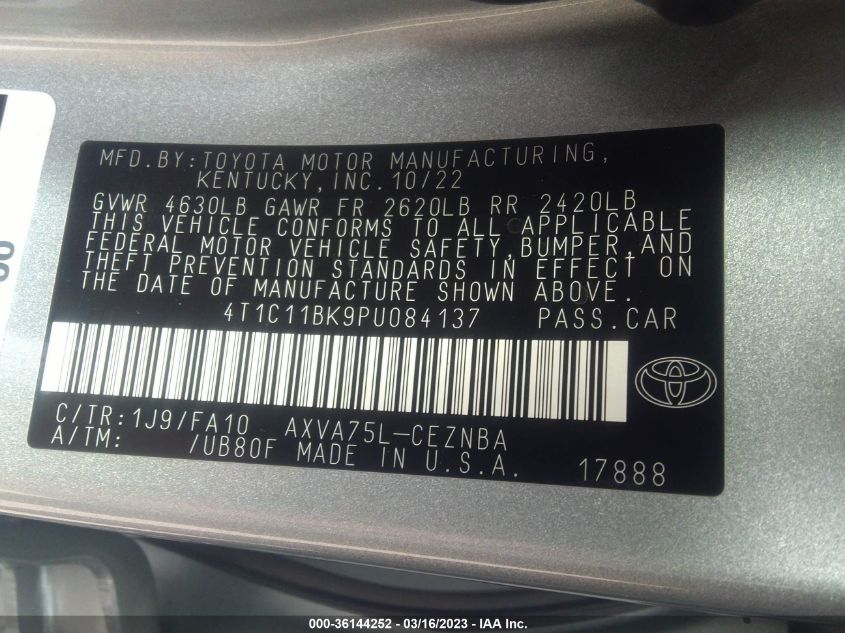 MFD.BY:TOYOTA MOTOR MANUFACTURING,
KENTUCKY,INC.10/22
GVWR 4630LB GAWR FR 2620LB RR 2420LB
THIS VEHICLE CONFORMS TO ALL APPLICABLE
FEDERAL MOTOR VEHICLE SAFETY,BUMPER,AND
THEFT PREVENTION STANDARDS IN EFFECT ON
THE DATE OF MANUFACTURE SHOWN ABOVE.
4T1C11BK9PU084137 PASS.CAR
C/TR:1J9/FA10 AXVA75L-CEZNBA
A/TM: /UB80F MADE IN U.S.A. 17888
000-36144252 - 03/16/2023 - IAA Inc.